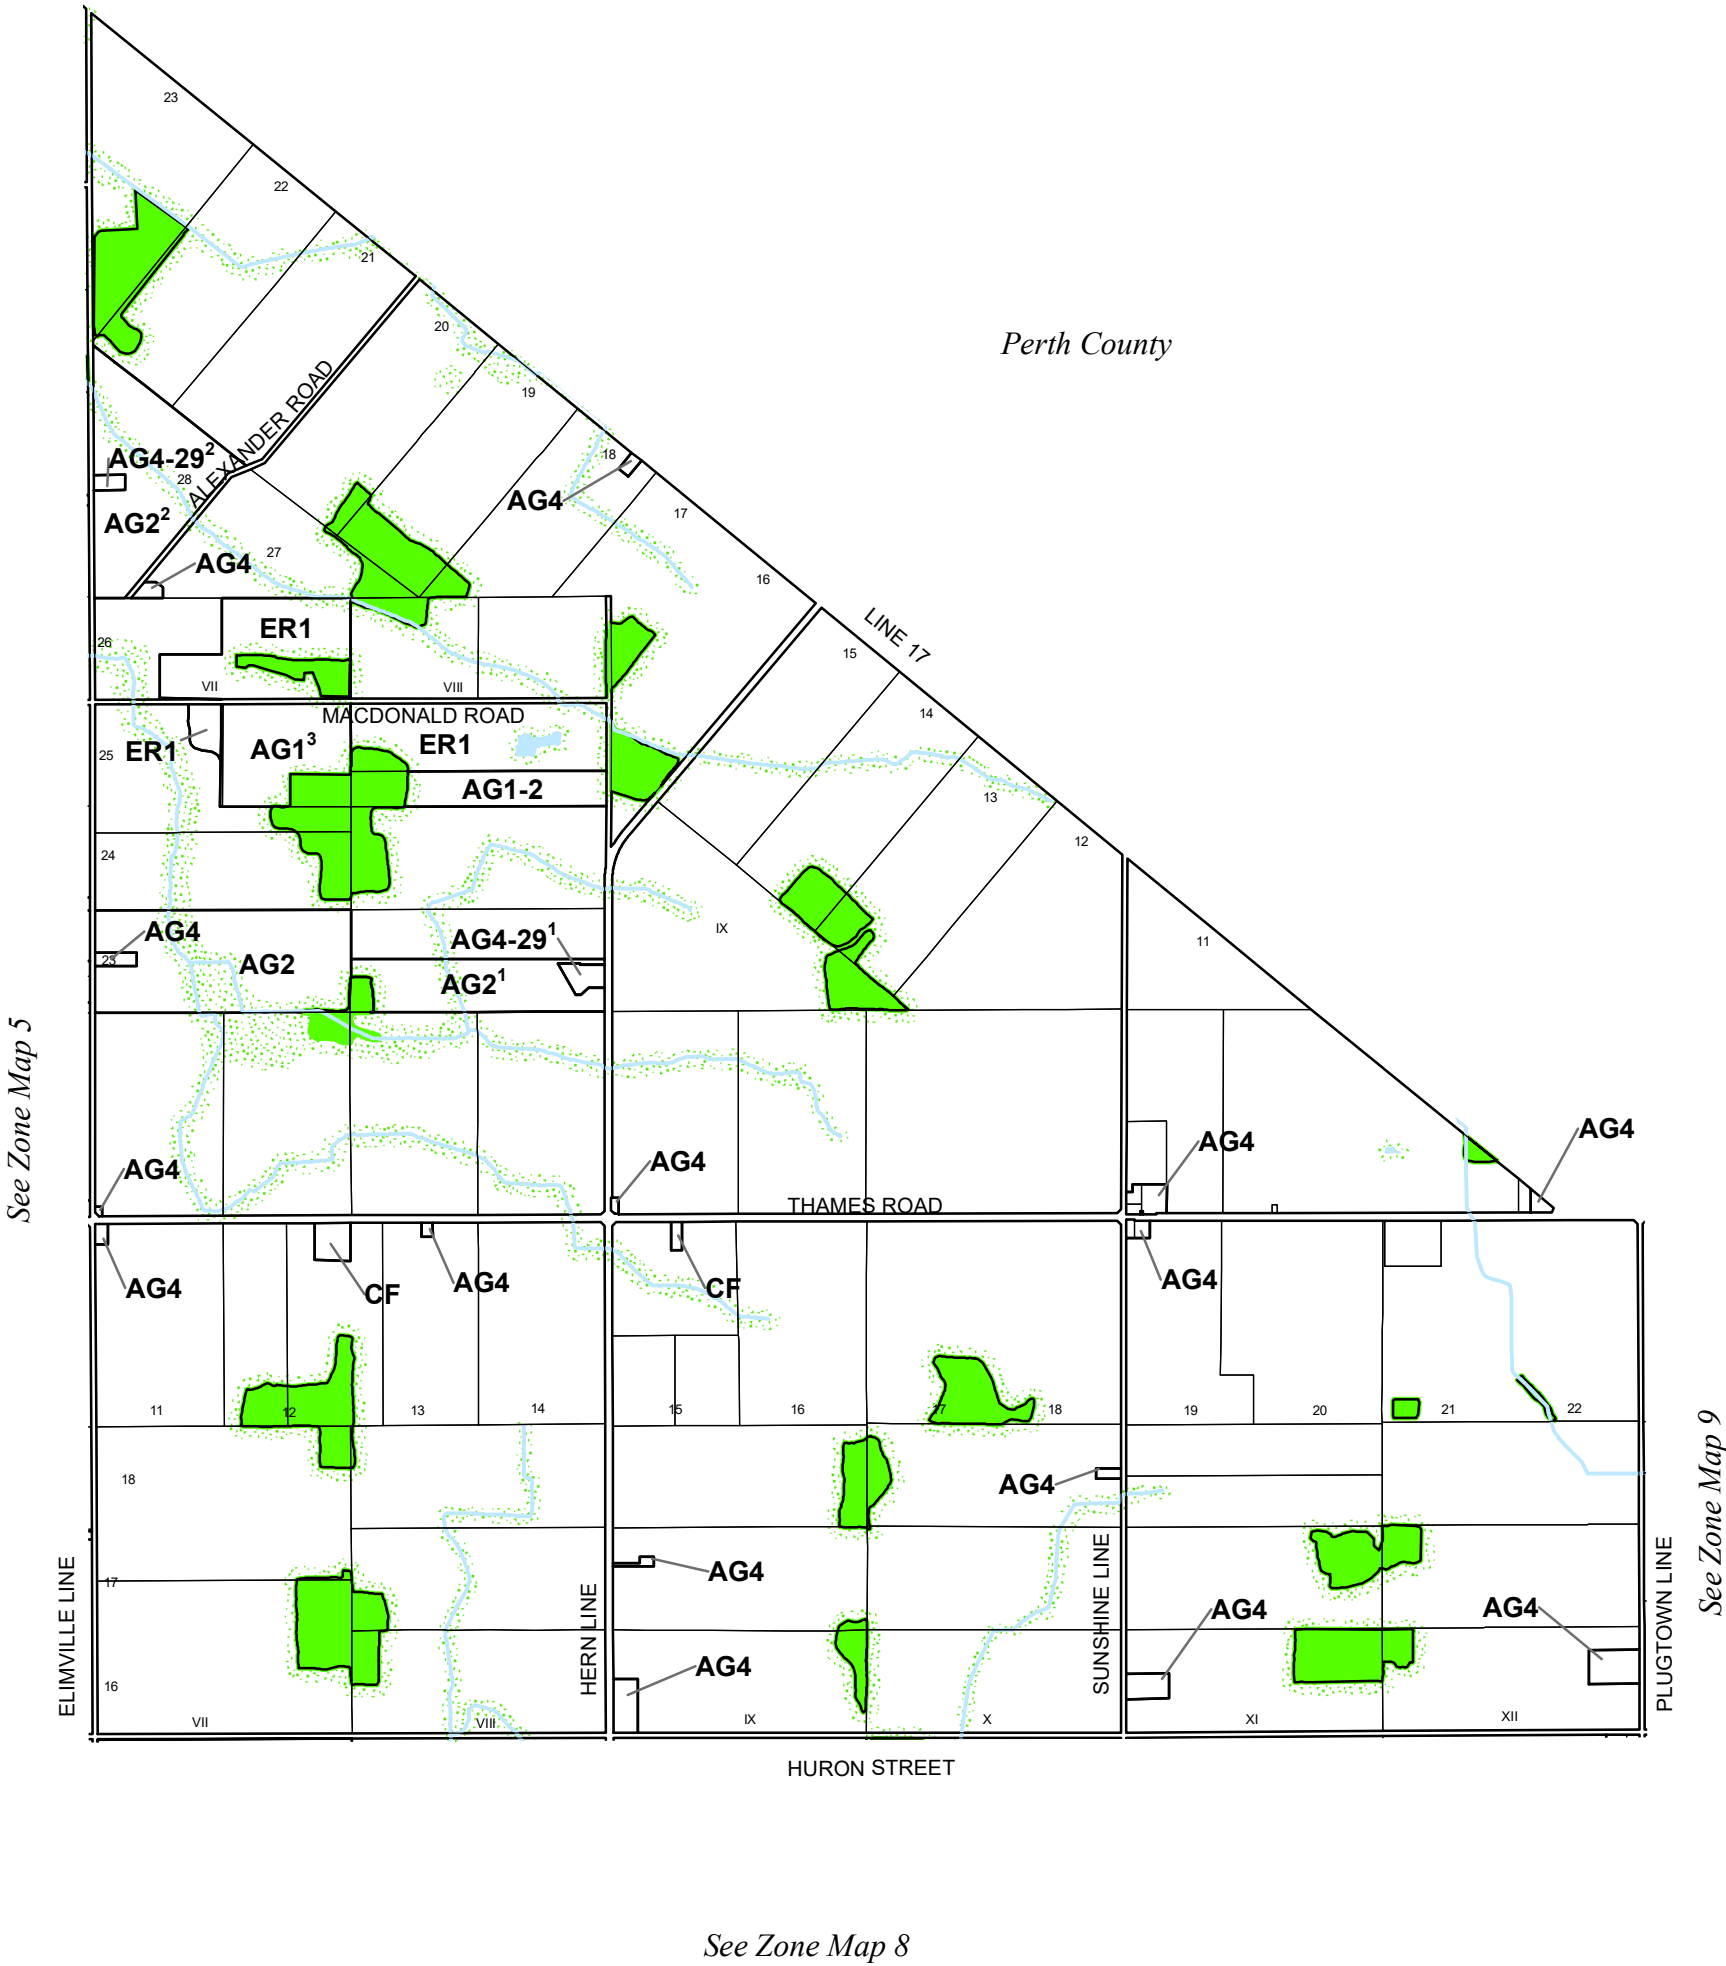 23
22
21
20
Perth County
19
ALEXANDER ROAD
AG4-29²
18
28
AG4
17
AG2²
27
AG4
16
LINE 17
ER1
26
15
VII
VIII
14
MACDONALD ROAD
ER1
AG1³
ER1
25
AG1-2
13
12
24
IX
AG4
AG4-29¹
11
23
AG2
AG2¹
See Zone Map 5
AG4
AG4
AG4
AG4
THAMES ROAD
AG4
CF
AG4
CF
AG4
11
12
13
14
15
16
17
18
19
20
21
22
18
AG4
See Zone Map 9
17
AG4
ELIMVILLE LINE
HERN LINE
SUNSHINE LINE
AG4
AG4
PLUGTOWN LINE
AG4
16
VII
VIII
IX
X
XI
XII
HURON STREET
See Zone Map 8